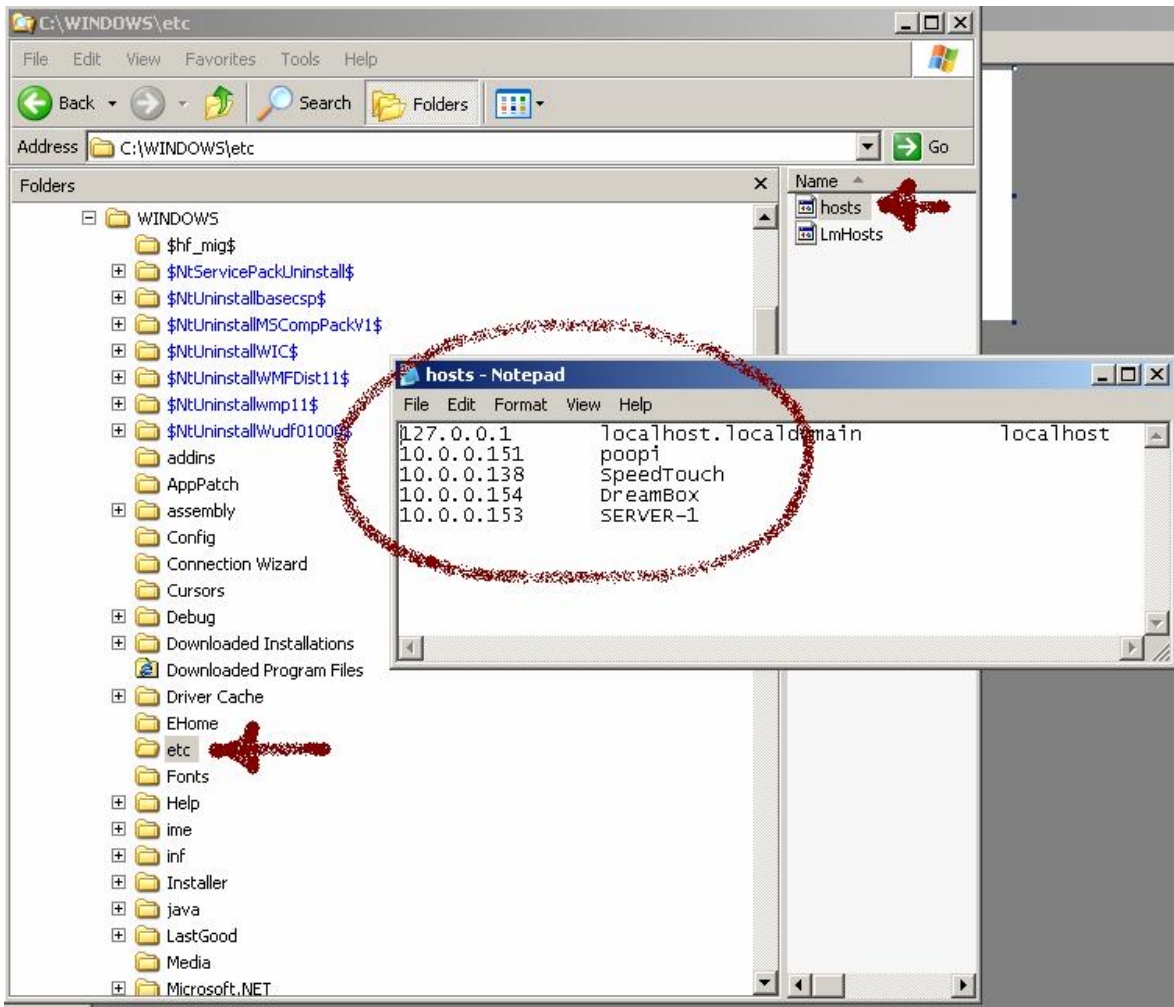 C:\WINDOWS\etc
File Edit View Favorites Tools Help
Back Search Folders
Address C:\WINDOWS\etc Go
Folders
Name
hosts
LmHosts
WINDOWS
$hf_mig$
$NtServicePackUninstall$
$NtUninstallbasecsp$
$NtUninstallMSCompPackV1$
$NtUninstallWIC$
$NtUninstallWMFDist11$
$NtUninstallwmp11$
$NtUninstallWudf01000$
addins
AppPatch
assembly
Config
Connection Wizard
Cursors
Debug
Downloaded Installations
Downloaded Program Files
Driver Cache
EHome
etc
Fonts
Help
ime
inf
Installer
java
LastGood
Media
Microsoft.NET
hosts - Notepad
File Edit Format View Help
127.0.0.1 localhost.localdomain localhost
10.0.0.151 poopi
10.0.0.138 SpeedTouch
10.0.0.154 DreamBox
10.0.0.153 SERVER-1